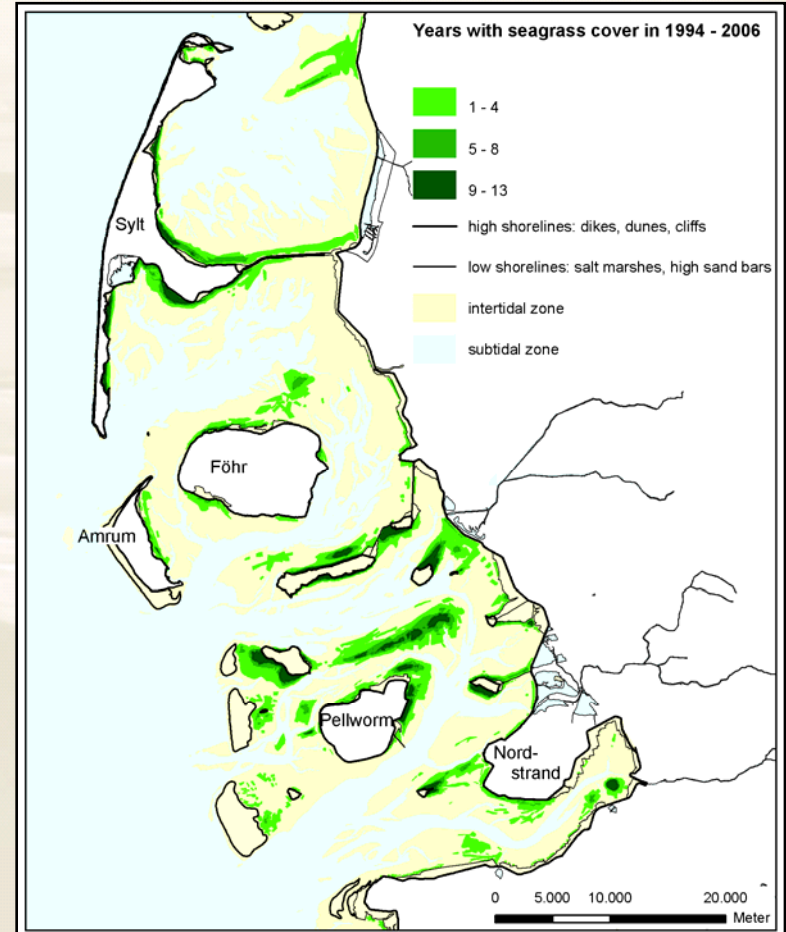 Years with seagrass cover in 1994 - 2006
1 - 4
5 - 8
9 - 13
high shorelines: dikes, dunes, cliffs
low shorelines: salt marshes, high sand bars
intertidal zone
subtidal zone
Sylt
Föhr
Amrum
Pellworm
Nord-
strand
0 5.000 10.000 20.000
Meter